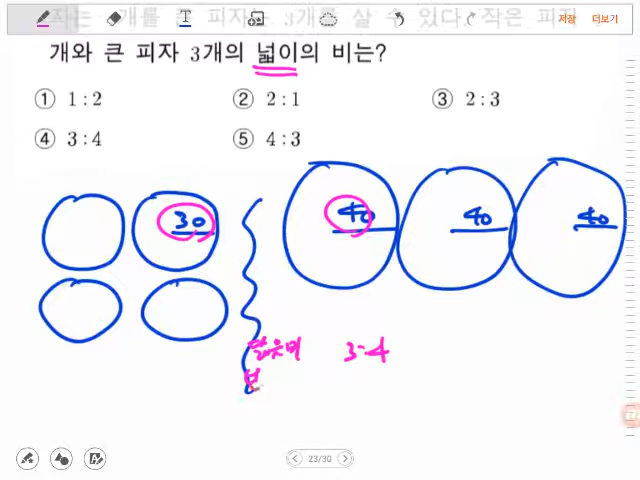 저장 더보기
개를 큰 피자 3개를 살 수 있다. 작은 피자
개와 큰 피자 3개의 넓이의 비는?
① 1 : 2 ② 2 : 1 ③ 2 : 3
④ 3 : 4 ⑤ 4 : 3
30 40 40 40
닮은비 3:4
23/30